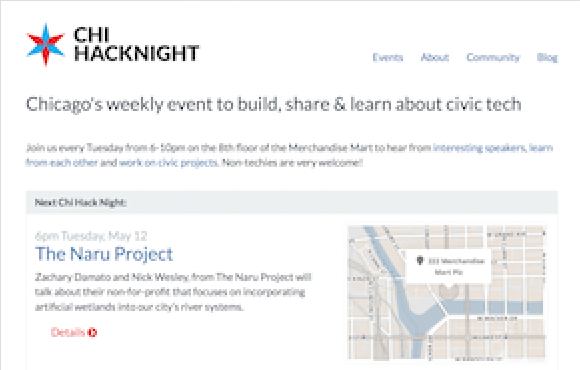 CHI
HACKNIGHT
Events About Community Blog
Chicago's weekly event to build, share & learn about civic tech
Join us every Tuesday from 6-10pm on the 8th floor of the Merchandise Mart to hear from interesting speakers, learn
from each other and work on civic projects. Non-techies are very welcome!
Next Chi Hack Night:
6pm Tuesday, May 12
The Naru Project
Zachary Damato and Nick Wesley, from The Naru Project will
talk about their non-for-profit that focuses on incorporating
artificial wetlands into our city's river systems.
Details
222 Merchandise
Mart Plz